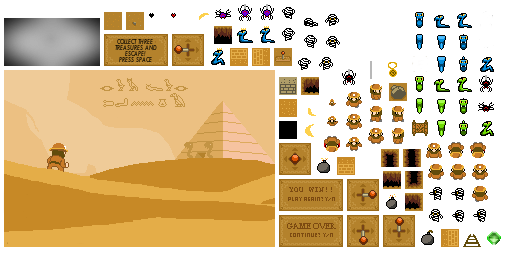 COLLECT THREE
TREASURES AND
ESCAPE!
PRESS SPACE
YOU WIN!!
PLAY AGAIN? Y/N
GAME OVER
CONTINUE? Y/N